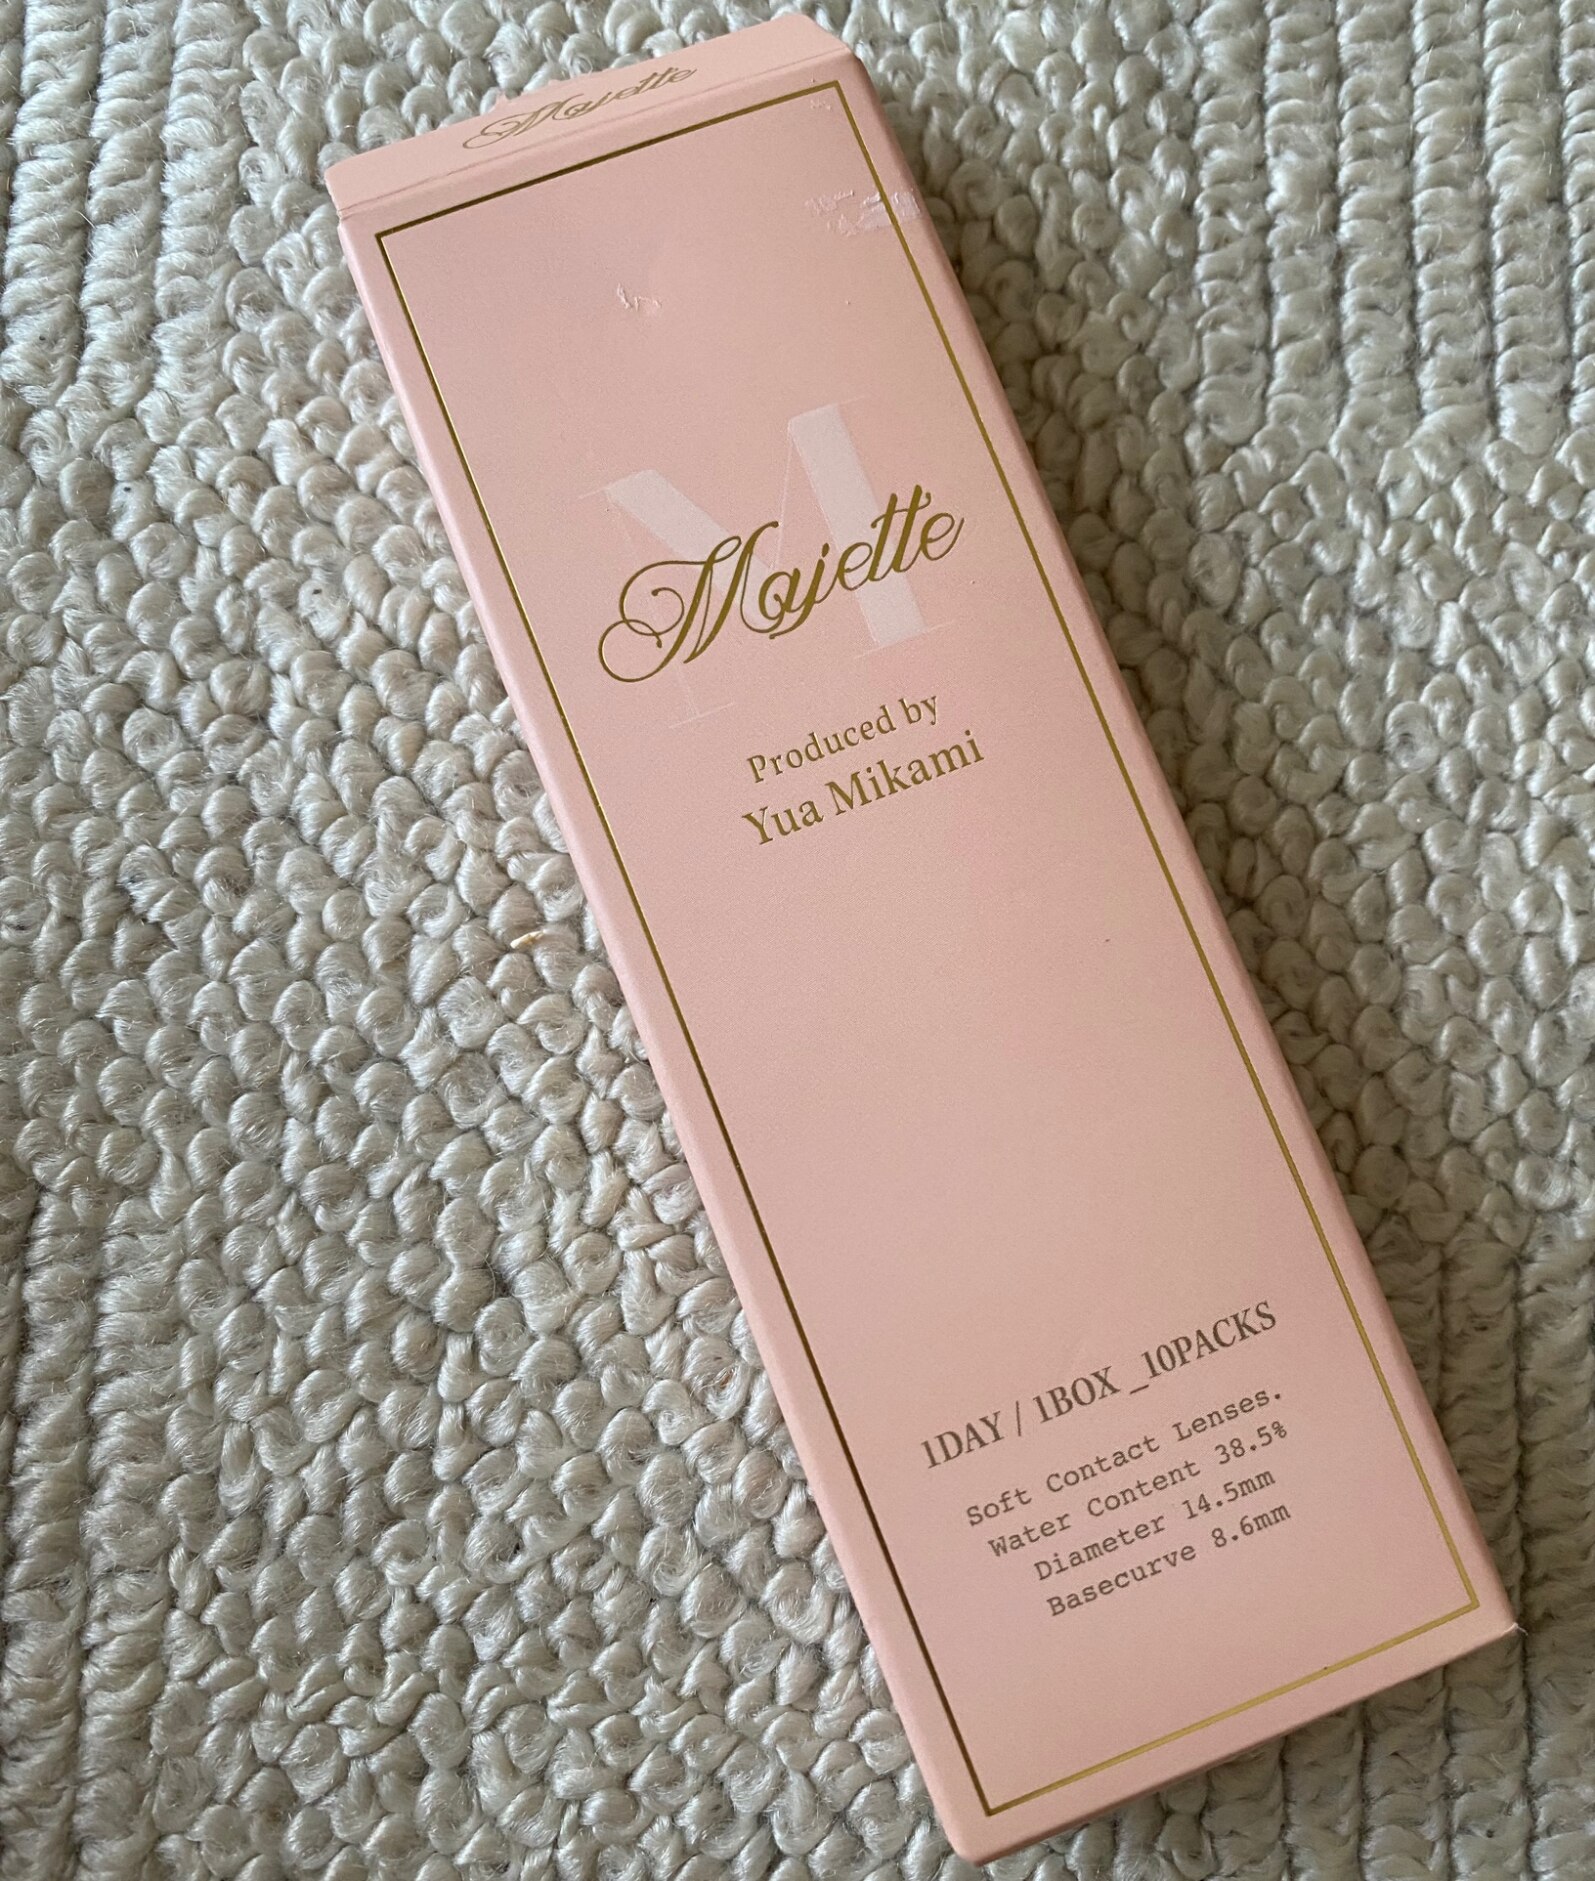 Majette
Majette
Produced by
Yua Mikami
1DAY / 1BOX _10PACKS
Soft Contact Lenses.
Water Content 38.5%
Diameter 14.5mm
Basecurve 8.6mm